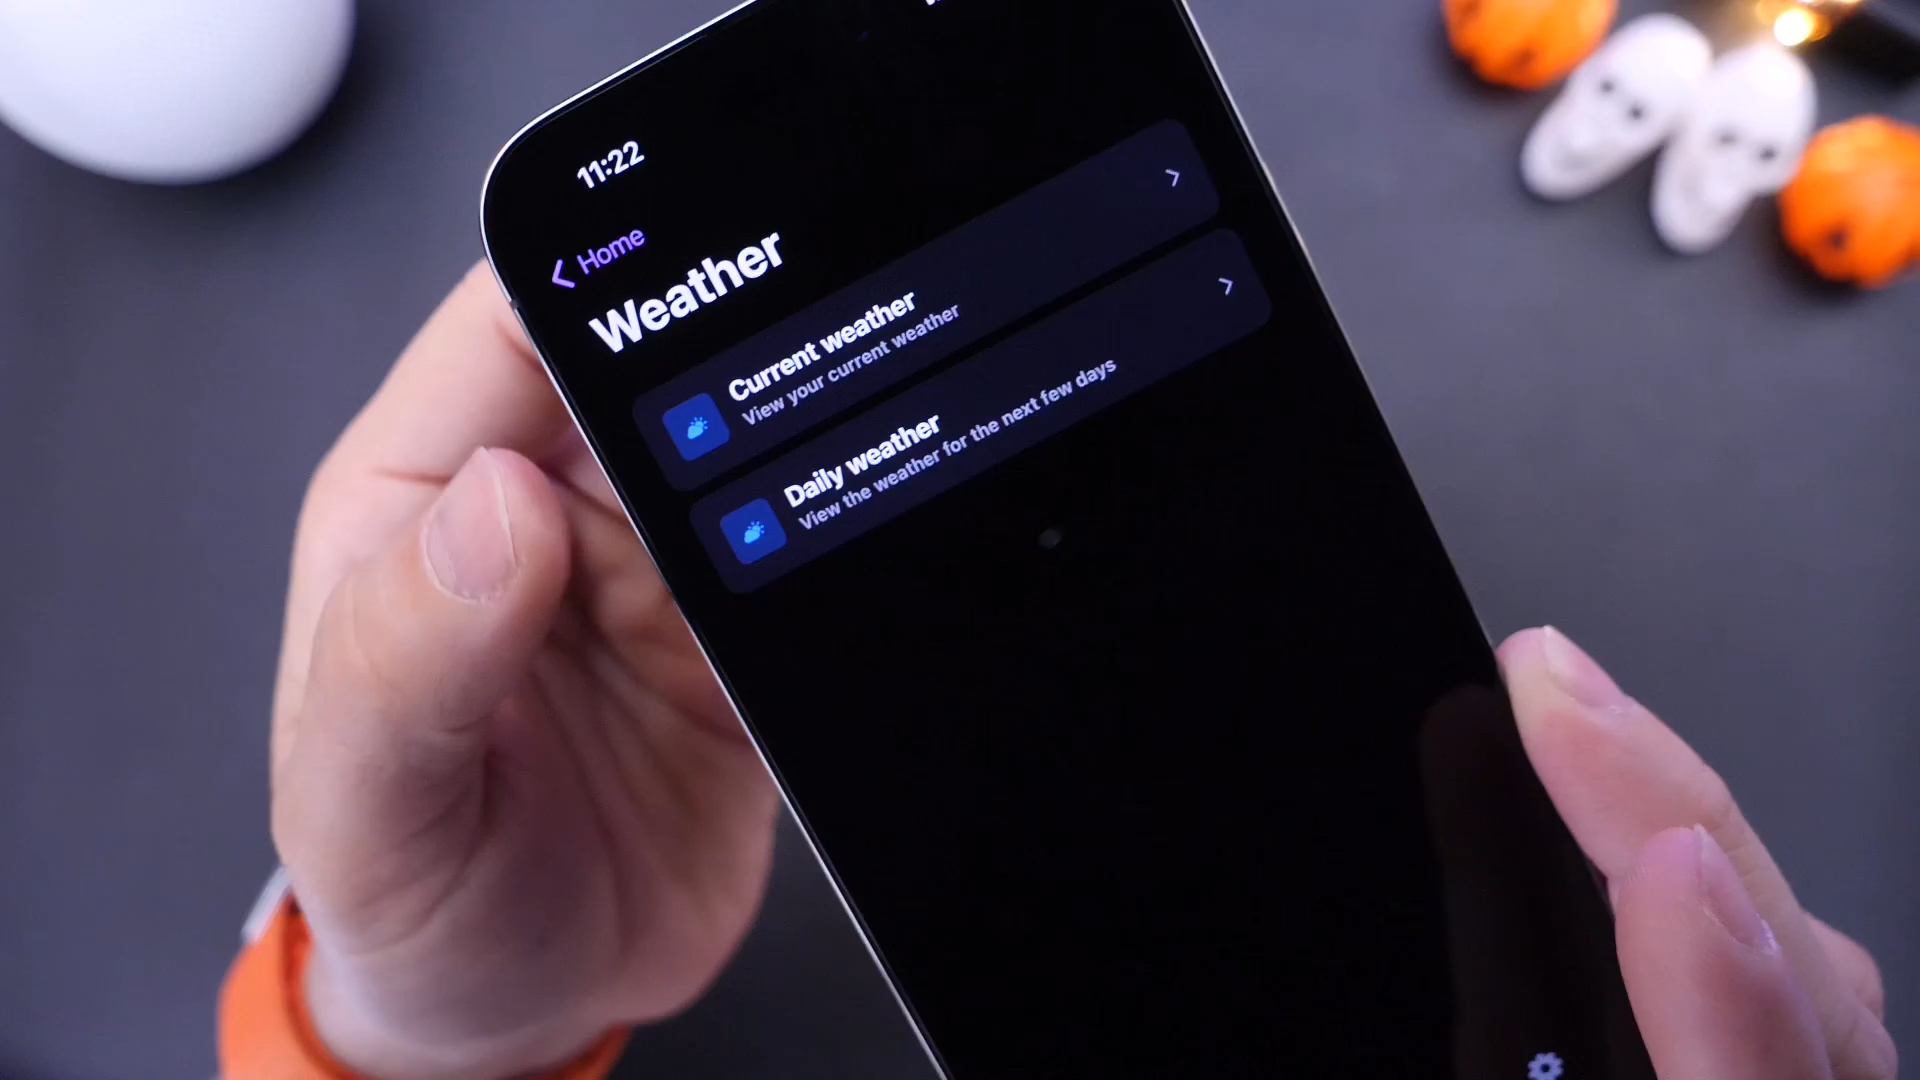 11:22
Home
Weather
Current weather
View your current weather
Daily weather
View the weather for the next few days